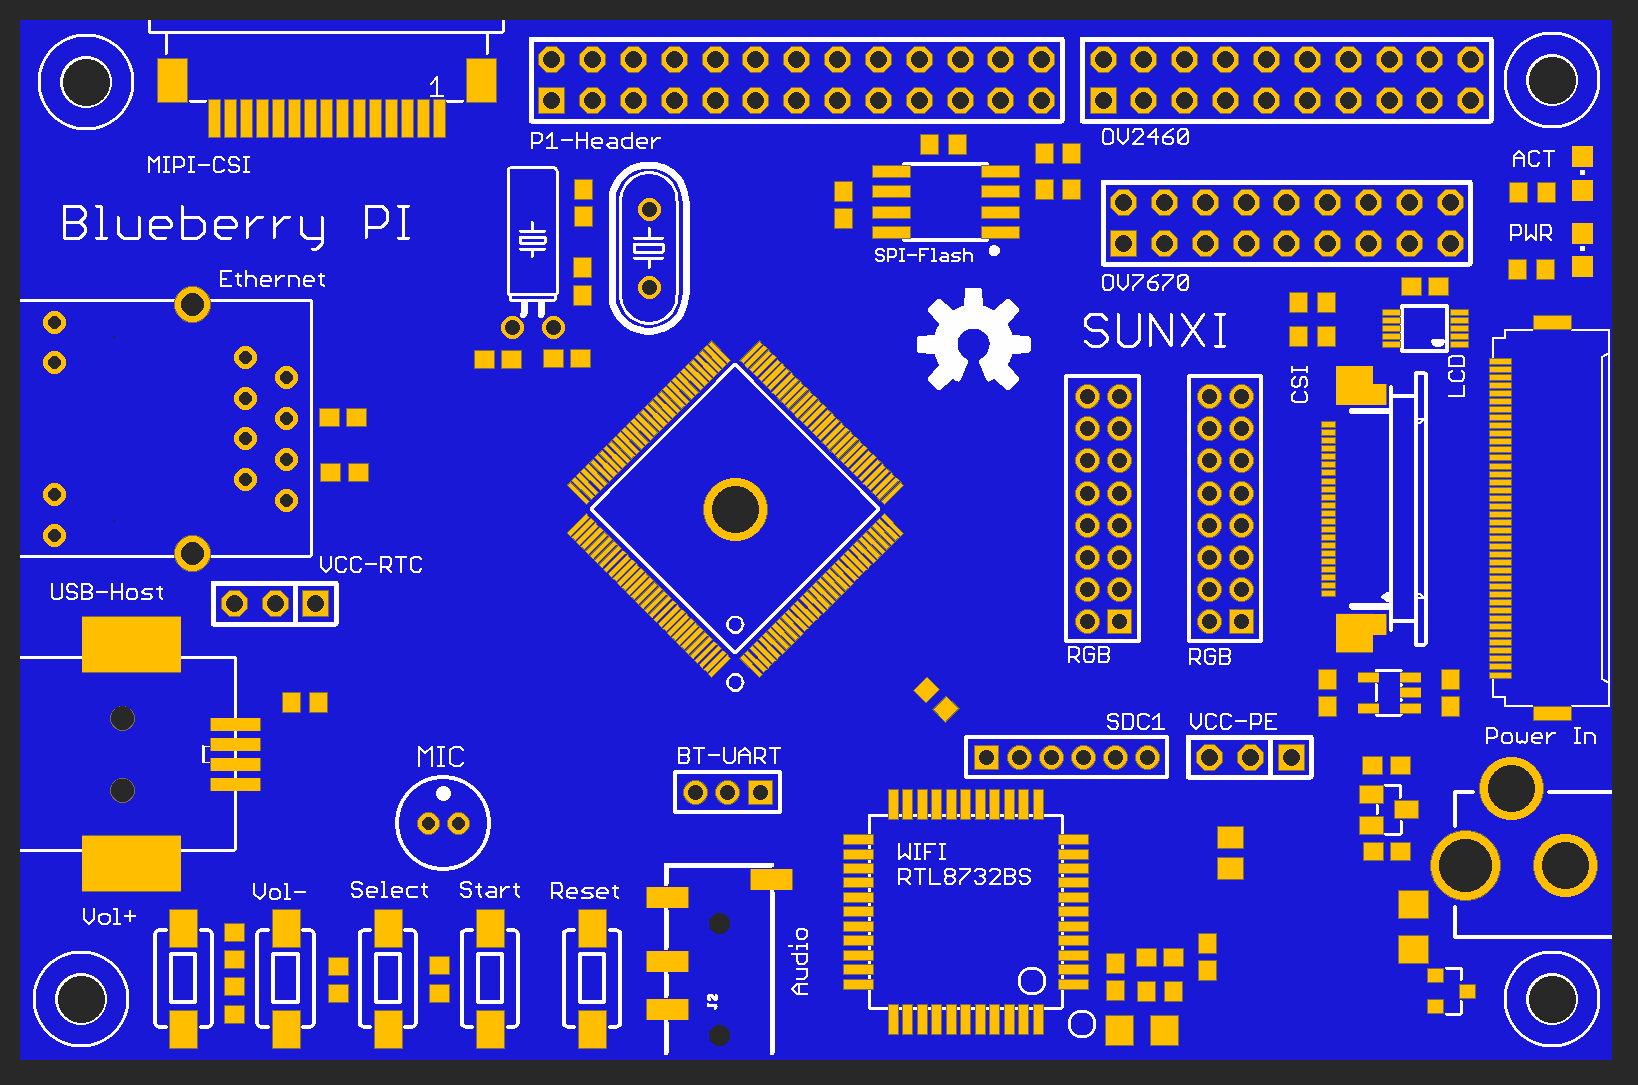 1
MIPI-CSI
P1-Header
OV2460
ACT
Blueberry PI
PWR
SPI-Flash
Ethernet
OV7670
SUNXI
CSI
LCD
VCC-RTC
USB-Host
RGB
RGB
SDC1
VCC-PE
Power In
MIC
BT-UART
WIFI
RTL8732BS
Vol-
Select
Start
Reset
Vol+
Audio
J2